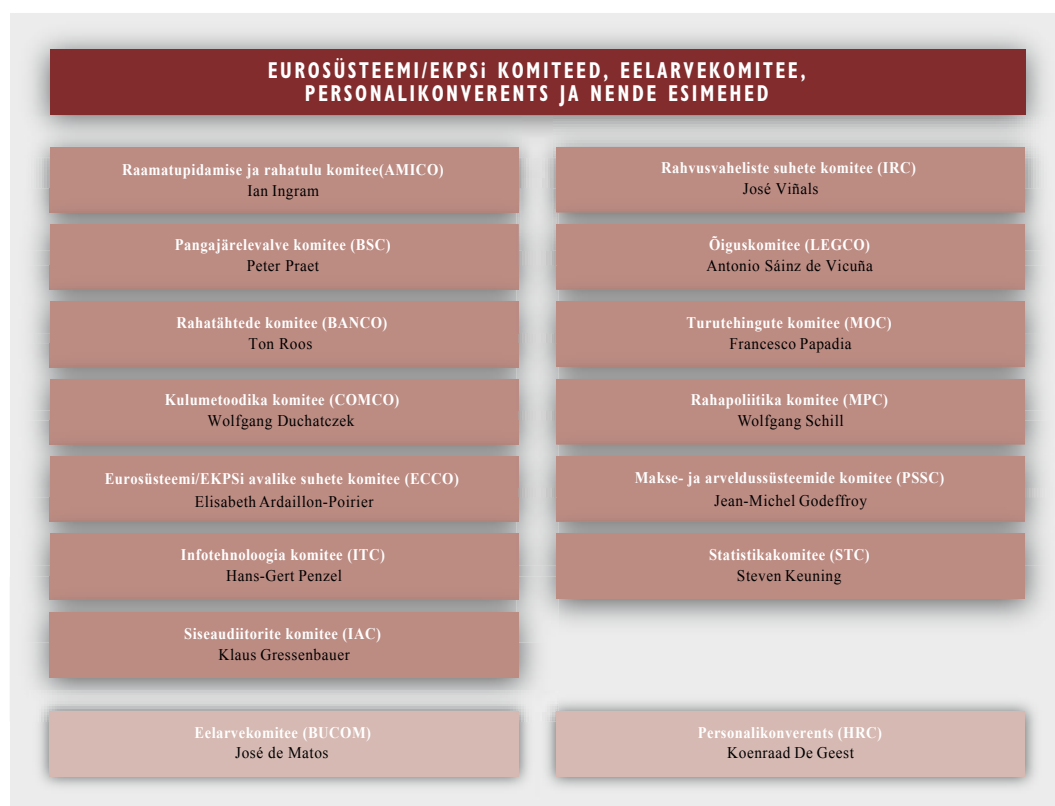 EUROSÜSTEEMI/EKPSi KOMITEED, EELARVEKOMITEE,
PERSONALIKONVERENTS JA NENDE ESIMEHED
Raamatupidamise ja rahatulu komitee(AMICO)
Ian Ingram
Pangajärelevalve komitee (BSC)
Peter Praet
Rahatähtede komitee (BANCO)
Ton Roos
Kulumetoodika komitee (COMCO)
Wolfgang Duchatczek
Eurosüsteemi/EKPSi avalike suhete komitee (ECCO)
Elisabeth Ardaillon-Poirier
Infotehnoloogia komitee (ITC)
Hans-Gert Penzel
Siseaudiitorite komitee (IAC)
Klaus Gressenbauer
Rahvusvaheliste suhete komitee (IRC)
José Viñals
Õiguskomitee (LEGCO)
Antonio Sáinz de Vicuña
Turutehingute komitee (MOC)
Francesco Papadia
Rahapoliitika komitee (MPC)
Wolfgang Schill
Makse- ja arveldussüsteemide komitee (PSSC)
Jean-Michel Godeffroy
Statistikakomitee (STC)
Steven Keuning
Eelarvekomitee (BUCOM)
José de Matos
Personalikonverents (HRC)
Koenraad De Geest